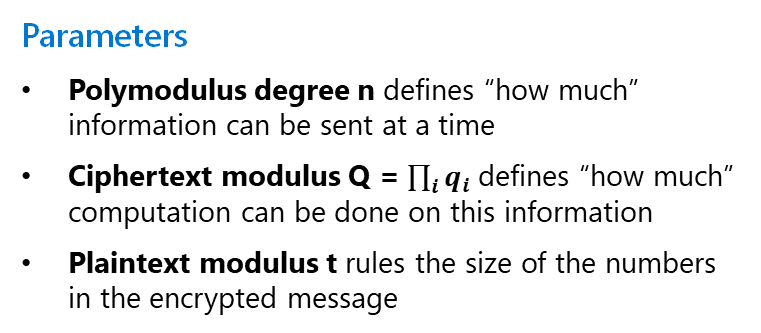 Parameters
• Polymodulus degree n defines “how much”
information can be sent at a time
• Ciphertext modulus Q = ∏ᵢ qᵢ defines “how much”
computation can be done on this information
• Plaintext modulus t rules the size of the numbers
in the encrypted message